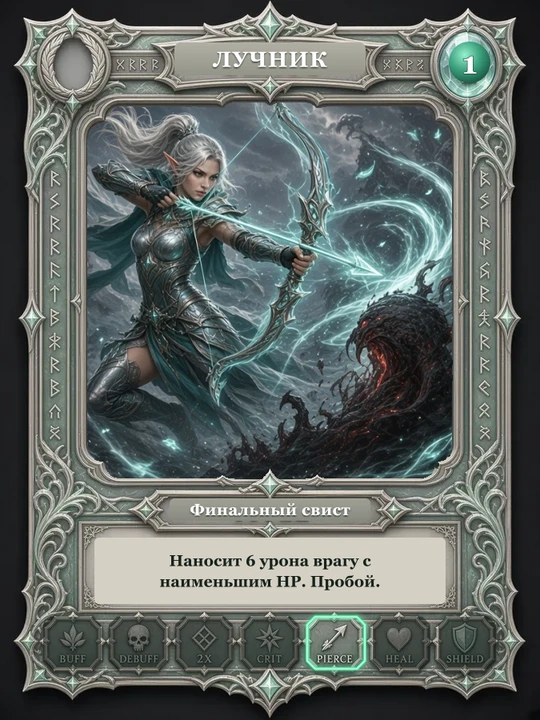 ЛУЧНИК
1
Финальный свист
Наносит 6 урона врагу с
наименьшим HP. Пробой.
BUFF
DEBUFF
2X
CRIT
PIERCE
HEAL
SHIELD